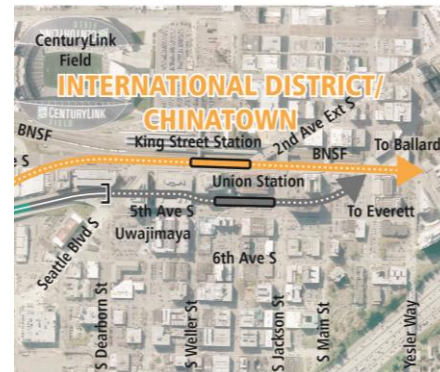 CenturyLink
Field
INTERNATIONAL DISTRICT/
CHINATOWN
CENTURYLINK
FIELD
BNSF
King Street Station
2nd Ave Ext S
BNSF
To Ballard
e S
Union Station
5th Ave S
To Everett
Uwajimaya
Seattle Blvd S
6th Ave S
S Dearborn St
S Weller St
S Jackson St
S Main St
Yesler Way